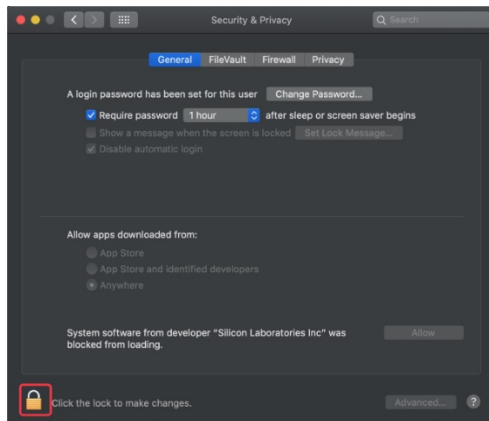 Security & Privacy
Search
General FileVault Firewall Privacy
A login password has been set for this user Change Password...
Require password 1 hour after sleep or screen saver begins
Show a message when the screen is locked Set Lock Message...
Disable automatic login
Allow apps downloaded from:
App Store
App Store and identified developers
Anywhere
System software from developer "Silicon Laboratories Inc" was Allow
blocked from loading.
Click the lock to make changes. Advanced... ?